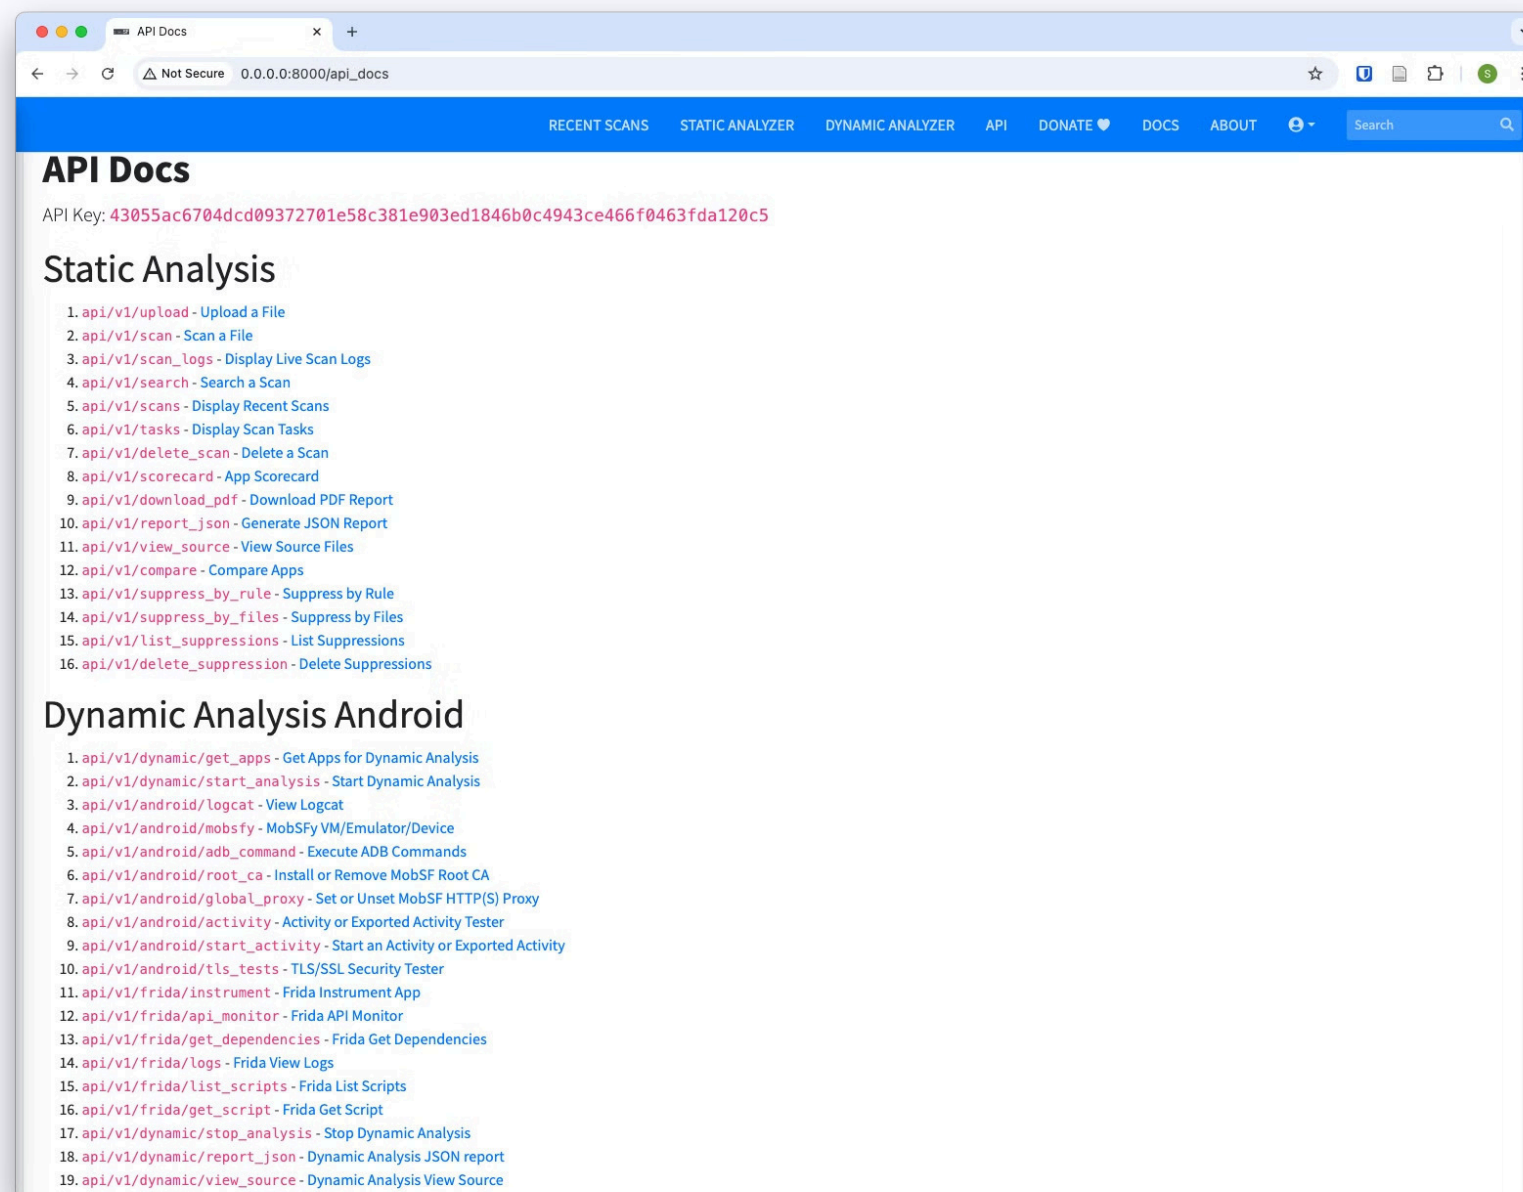 API Docs
Not Secure 0.0.0.0:8000/api_docs
S
RECENT SCANS STATIC ANALYZER DYNAMIC ANALYZER API DONATE DOCS ABOUT Search
API Docs
API Key: 43055ac6704dcd09372701e58c381e903ed1846b0c4943ce466f0463fda120c5
Static Analysis
1. api/v1/upload - Upload a File
2. api/v1/scan - Scan a File
3. api/v1/scan_logs - Display Live Scan Logs
4. api/v1/search - Search a Scan
5. api/v1/scans - Display Recent Scans
6. api/v1/tasks - Display Scan Tasks
7. api/v1/delete_scan - Delete a Scan
8. api/v1/scorecard - App Scorecard
9. api/v1/download_pdf - Download PDF Report
10. api/v1/report_json - Generate JSON Report
11. api/v1/view_source - View Source Files
12. api/v1/compare - Compare Apps
13. api/v1/suppress_by_rule - Suppress by Rule
14. api/v1/suppress_by_files - Suppress by Files
15. api/v1/list_suppressions - List Suppressions
16. api/v1/delete_suppression - Delete Suppressions
Dynamic Analysis Android
1. api/v1/dynamic/get_apps - Get Apps for Dynamic Analysis
2. api/v1/dynamic/start_analysis - Start Dynamic Analysis
3. api/v1/android/logcat - View Logcat
4. api/v1/android/mobsfy - MobSFy VM/Emulator/Device
5. api/v1/android/adb_command - Execute ADB Commands
6. api/v1/android/root_ca - Install or Remove MobSF Root CA
7. api/v1/android/global_proxy - Set or Unset MobSF HTTP(S) Proxy
8. api/v1/android/activity - Activity or Exported Activity Tester
9. api/v1/android/start_activity - Start an Activity or Exported Activity
10. api/v1/android/tls_tests - TLS/SSL Security Tester
11. api/v1/frida/instrument - Frida Instrument App
12. api/v1/frida/api_monitor - Frida API Monitor
13. api/v1/frida/get_dependencies - Frida Get Dependencies
14. api/v1/frida/logs - Frida View Logs
15. api/v1/frida/list_scripts - Frida List Scripts
16. api/v1/frida/get_script - Frida Get Script
17. api/v1/dynamic/stop_analysis - Stop Dynamic Analysis
18. api/v1/dynamic/report_json - Dynamic Analysis JSON report
19. api/v1/dynamic/view_source - Dynamic Analysis View Source